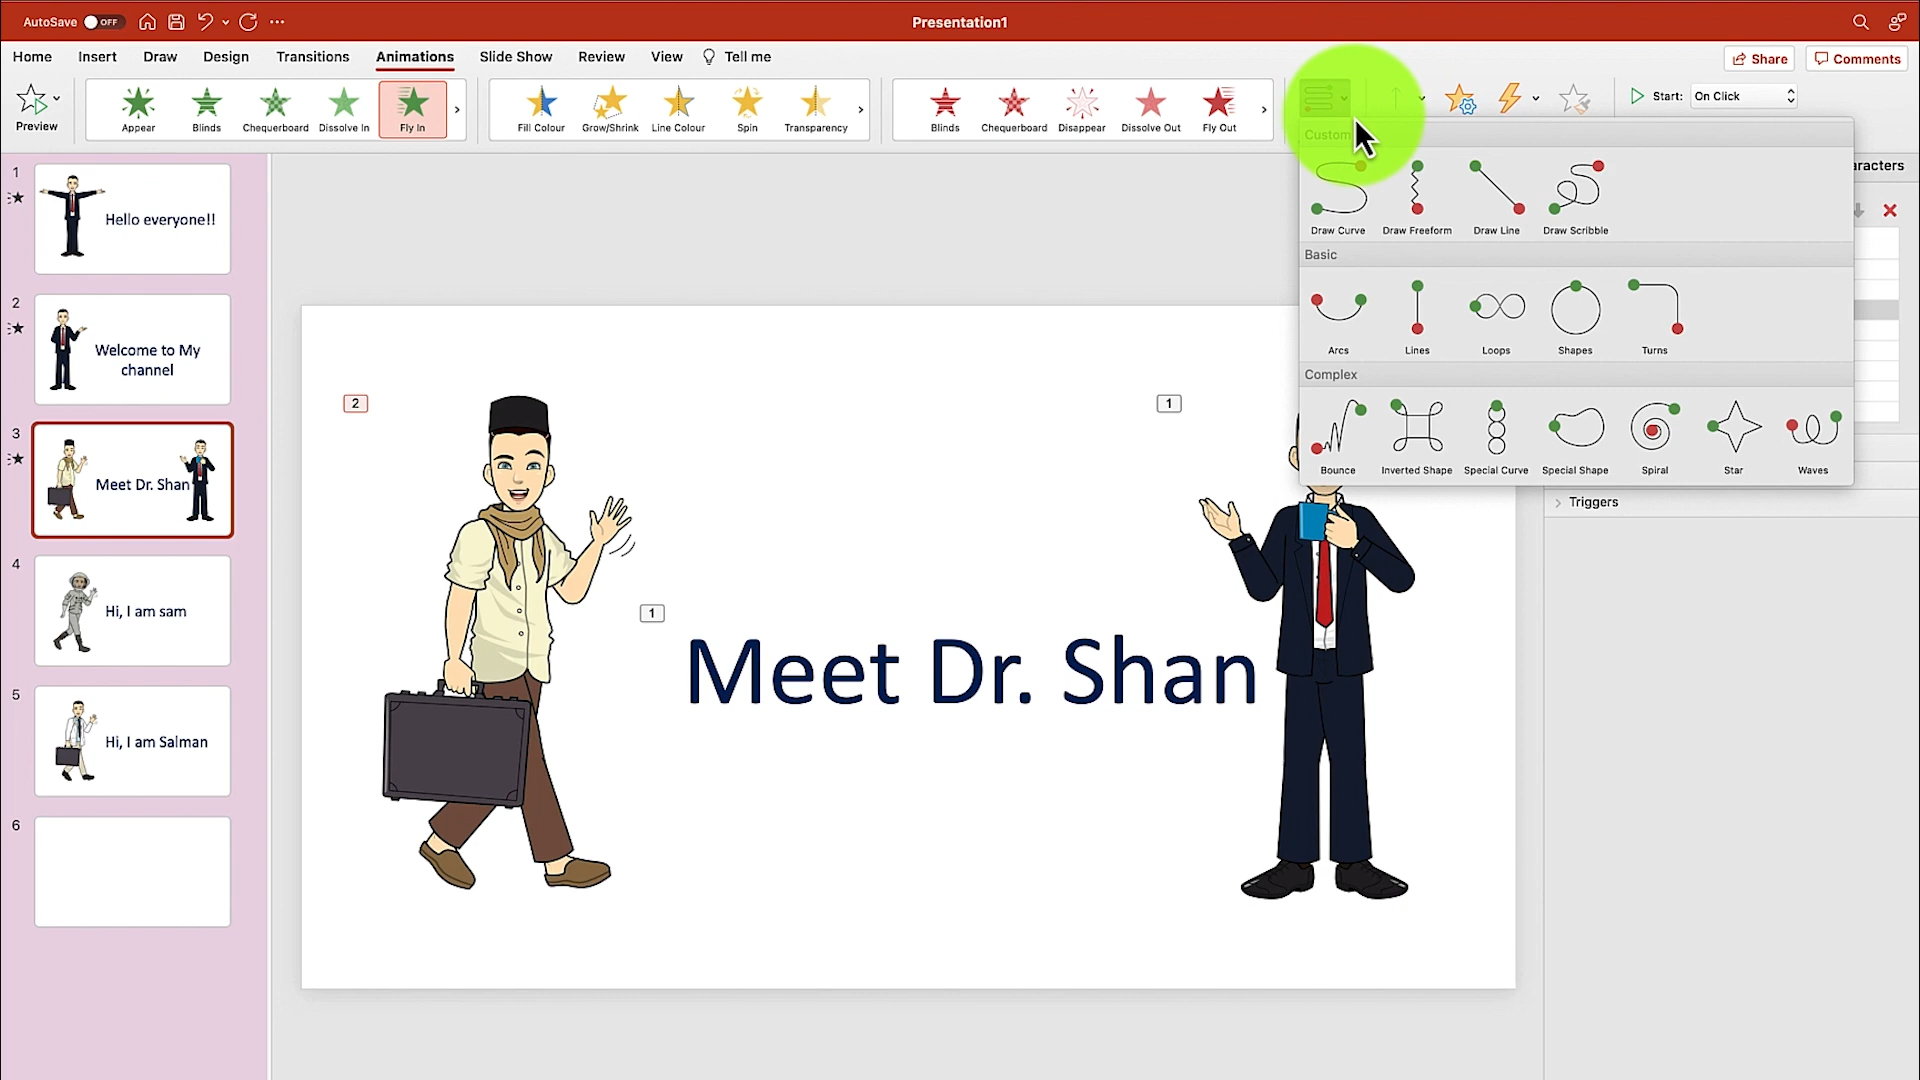 AutoSave OFF
Presentation1
Home Insert Draw Design Transitions Animations Slide Show Review View Tell me
Share Comments
Preview
Appear Blinds Chequerboard Dissolve In Fly In
Fill Colour Grow/Shrink Line Colour Spin Transparency
Blinds Chequerboard Disappear Dissolve Out Fly Out
Start: On Click
Custom
Draw Curve Draw Freeform Draw Line Draw Scribble
Basic
Arcs Lines Loops Shapes Turns
Complex
Bounce Inverted Shape Special Curve Special Shape Spiral Star Waves
aracters
Triggers
1
Hello everyone!!
2
Welcome to My
channel
3
Meet Dr. Shan
4
Hi, I am sam
5
Hi, I am Salman
6
2
1
1
Meet Dr. Shan